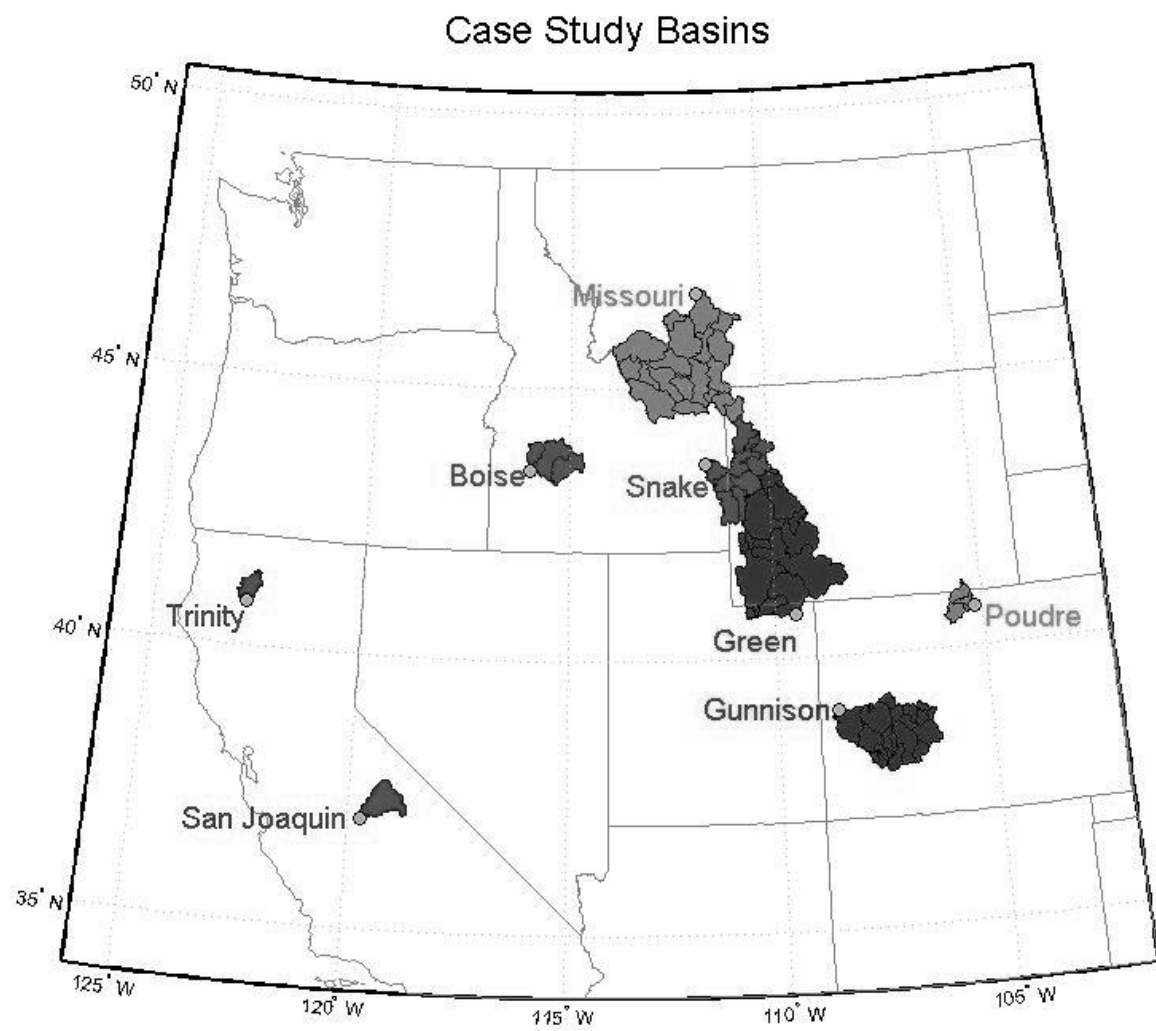 Case Study Basins
50° N
Missouri
45° N
Boise
Snake
Trinity
Poudre
40° N
Green
Gunnison
San Joaquin
35° N
125° W
120° W
115° W
110° W
105° W